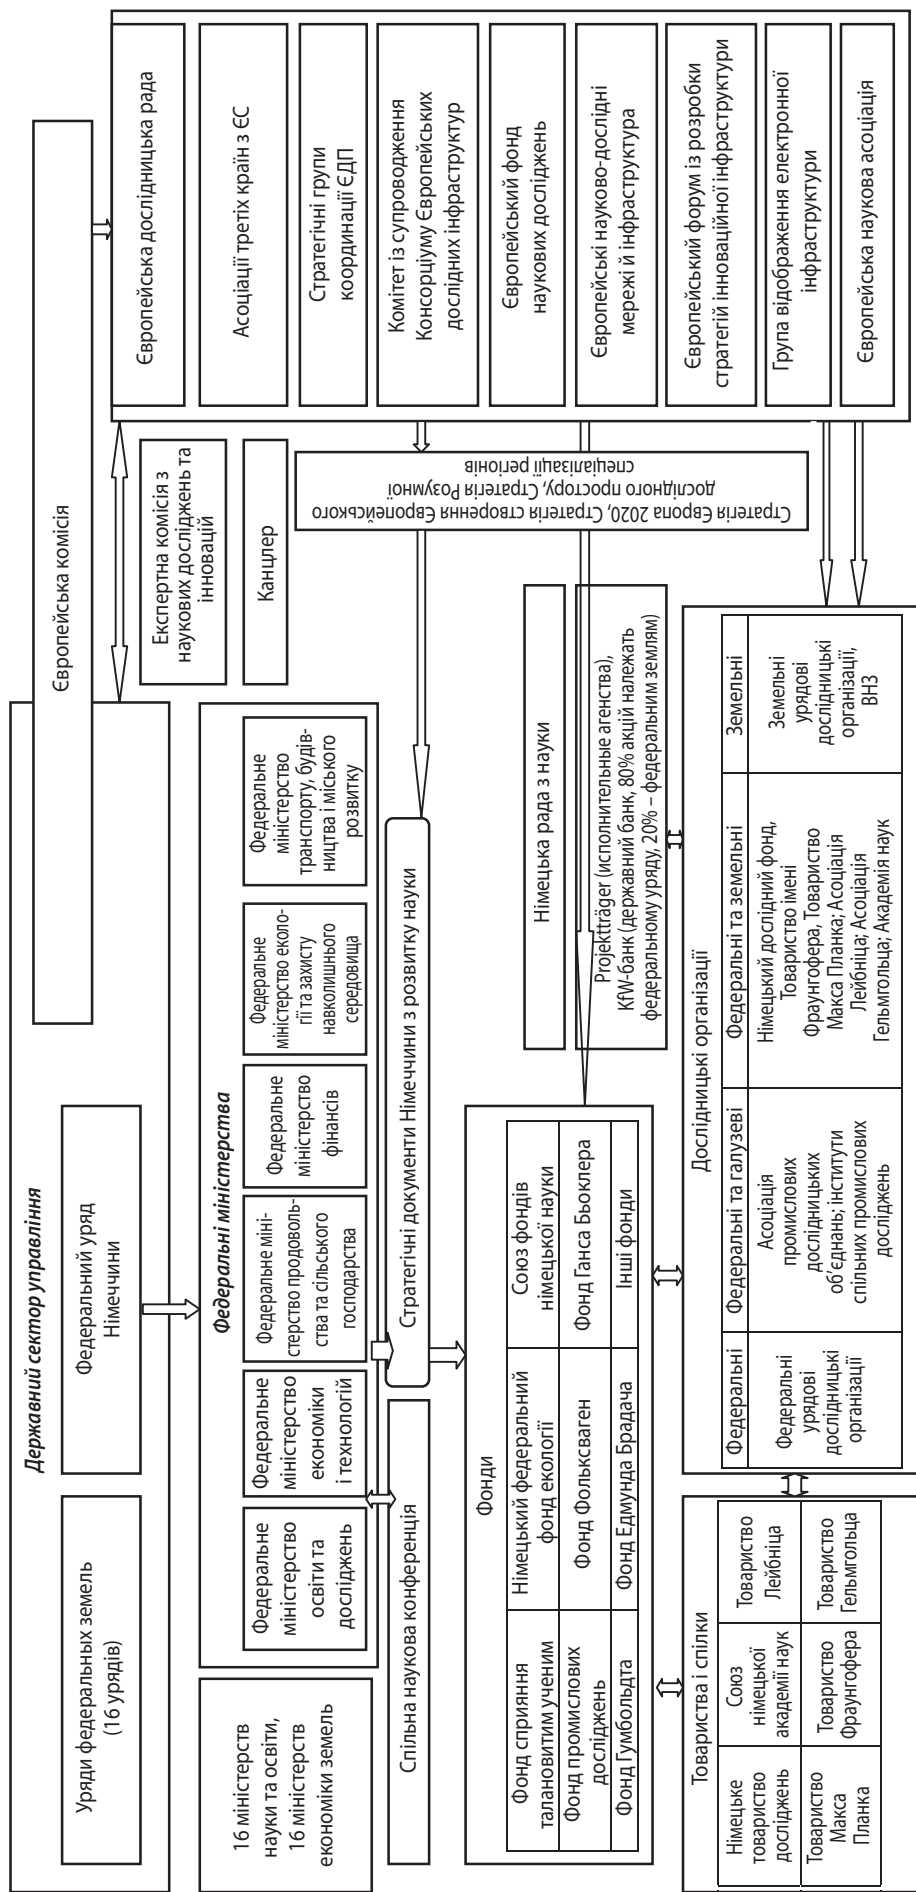 Державний сектор управління
Уряди федеральних земель
(16 урядів)
Федеральний уряд
Німеччини
Європейська комісія
16 міністерств
науки та освіти,
16 міністерств
економіки земель
Федеральні міністерства
Федеральне
міністерство
освіти та
досліджень
Федеральне
міністерство
економіки
і технологій
Федеральне міні-
стерство продоволь-
ства та сільського
господарства
Федеральне
міністерство
фінансів
Федеральне
міністерство еколо-
гії та захисту
навколишнього
середовища
Федеральне
міністерство
транспорту, будів-
ництва і міського
розвитку
Експертна комісія з
наукових досліджень та
інновацій
Канцлер
Європейська дослідницька рада
Асоціації третіх країн з ЄС
Стратегічні групи
координації ЄДП
Комітет із супроводження
Консорціуму Європейських
дослідних інфраструктур
Європейський фонд
наукових досліджень
Європейські науково-дослідні
мережі й інфраструктура
Європейський форум із розробки
стратегій інноваційної інфраструктури
Група відображення електронної
інфраструктури
Європейська наукова асоціація
Спільна наукова конференція
Стратегічні документи Німеччини з розвитку науки
Стратегія Європа 2020, Стратегія створення Європейського
дослідного простору, Стратегія Розумної
спеціалізації регіонів
Фонди
Фонд сприяння
талановитим ученим
Німецький федеральний
фонд екології
Союз фондів
німецької науки
Фонд промислових
досліджень
Фонд Фольксваген
Фонд Ганса Бьоклера
Фонд Гумбольдта
Фонд Едмунда Брадача
Інші фонди
Німецька рада з науки
Projektträger (исполнительные агенства),
KfW-банк (державний банк, 80% акцій належать
федеральному уряду, 20% – федеральним землям)
Товариства і спілки
Німецьке
товариство
досліджень
Союз
німецької
академії наук
Товариство
Лейбніца
Товариство
Макса
Планка
Товариство
Фраунгофера
Товариство
Гельмгольца
Дослідницькі організації
Федеральні
Федеральні та галузеві
Федеральні та земельні
Земельні
Федеральні
урядові
дослідницькі
організації
Асоціація
промислових
дослідницьких
об’єднань; інститути
спільних промислових
досліджень
Німецький дослідний фонд,
Товариство імені
Фраунгофера, Товариство
Макса Планка; Асоціація
Лейбніца; Асоціація
Гельмгольца; Академія наук
Земельні
урядові
дослідницькі
організації,
ВНЗ